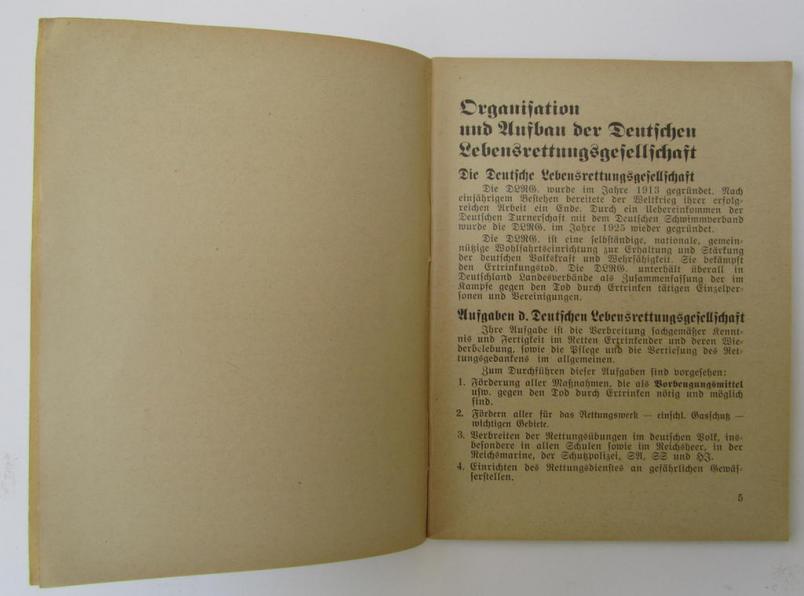 Organisation
und Aufbau der Deutschen
Lebensrettungsgesellschaft
Die Deutsche Lebensrettungsgesellschaft
Die DLRG. wurde im Jahre 1913 gegründet. Nach
einjährigem Bestehen bereitete der Weltkrieg ihrer erfolg-
reichen Arbeit ein Ende. Durch ein Uebereinkommen der
Deutschen Turnerschaft mit dem Deutschen Schwimmverband
wurde die DLRG. im Jahre 1925 wieder gegründet.
Die DLRG. ist eine selbständige, nationale, gemein-
nützige Wohlfahrtseinrichtung zur Erhaltung und Stärkung
der deutschen Volkskraft und Wehrfähigkeit. Sie bekämpft
den Ertrinkungstod. Die DLRG. unterhält überall in
Deutschland Landesverbände als Zusammenfassung der im
Kampfe gegen den Tod durch Ertrinken tätigen Einzelper-
sonen und Vereinigungen.
Aufgaben d. Deutschen Lebensrettungsgesellschaft
Ihre Aufgabe ist die Verbreitung sachgemäßer Kennt-
nis und Fertigkeit im Retten Ertrinkender und deren Wie-
derbelebung, sowie die Pflege und die Vertiefung des Ret-
tungsgedankens im allgemeinen.
Zum Durchführen dieser Aufgaben sind vorgesehen:
1. Förderung aller Maßnahmen, die als Vorbeugungsmittel
usw. gegen den Tod durch Ertrinken nötig und möglich
sind.
2. Fördern aller für das Rettungswerk — einschl. Gasschutz —
wichtigen Gebiete.
3. Verbreiten der Rettungsübungen im deutschen Volk, ins-
besondere in allen Schulen sowie im Reichsheer, in der
Reichsmarine, der Schutzpolizei, SA, SS und HJ.
4. Einrichten des Rettungsdienstes an gefährlichen Gewäs-
serstellen.
5